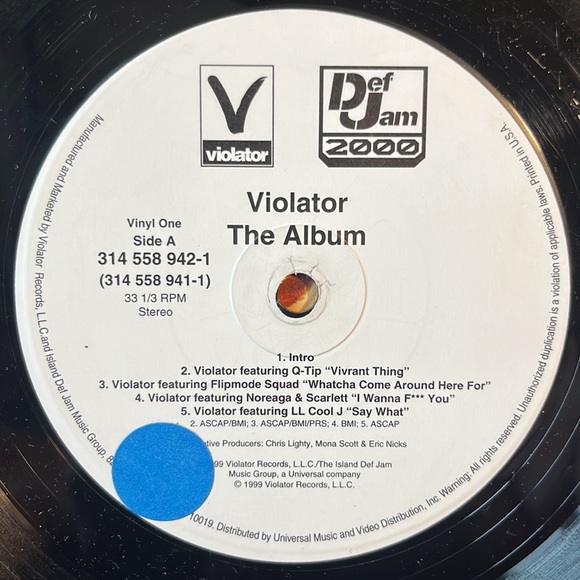 V
violator
Def
Jam
2000
Violator
The Album
Vinyl One
Side A
314 558 942-1
(314 558 941-1)
33 1/3 RPM
Stereo
1. Intro
2. Violator featuring Q-Tip “Vivrant Thing”
3. Violator featuring Flipmode Squad “Whatcha Come Around Here For”
4. Violator featuring Noreaga & Scarlett “I Wanna F*** You”
5. Violator featuring LL Cool J “Say What”
2. ASCAP/BMI; 3. ASCAP/BMI/PRS; 4. BMI; 5. ASCAP
Producers: Chris Lighty, Mona Scott & Eric Nicks
Violator Records, L.L.C./The Island Def Jam
Music Group, a Universal company
© 1999 Violator Records, L.L.C.
Manufactured and Marketed by Violator Records, L.L.C.and Island Def Jam Music Group,
10019. Distributed by Universal Music and Video Distribution, Inc. Warning: All rights reserved. Unauthorized duplication is a violation of applicable laws. Printed in U.S.A.